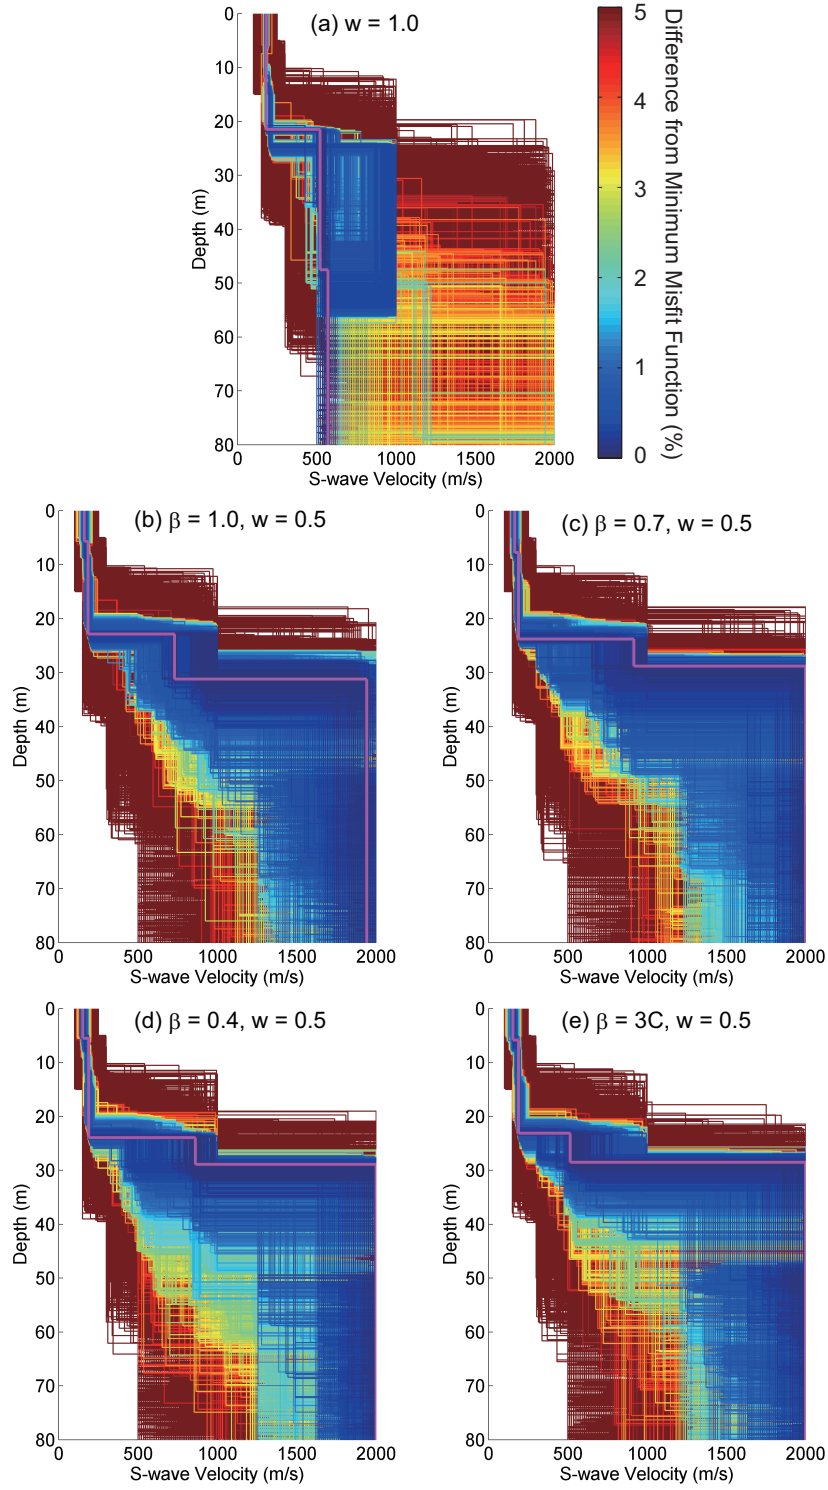 (a) w = 1.0
0
10
20
30
40
50
60
70
80
Depth (m)
0 500 1000 1500 2000
S-wave Velocity (m/s)
5
4
3
2
1
0
Difference from Minimum Misfit Function (%)
(b) β = 1.0, w = 0.5
0
10
20
30
40
50
60
70
80
Depth (m)
0 500 1000 1500 2000
S-wave Velocity (m/s)
(c) β = 0.7, w = 0.5
0
10
20
30
40
50
60
70
80
Depth (m)
0 500 1000 1500 2000
S-wave Velocity (m/s)
(d) β = 0.4, w = 0.5
0
10
20
30
40
50
60
70
80
Depth (m)
0 500 1000 1500 2000
S-wave Velocity (m/s)
(e) β = 3C, w = 0.5
0
10
20
30
40
50
60
70
80
Depth (m)
0 500 1000 1500 2000
S-wave Velocity (m/s)